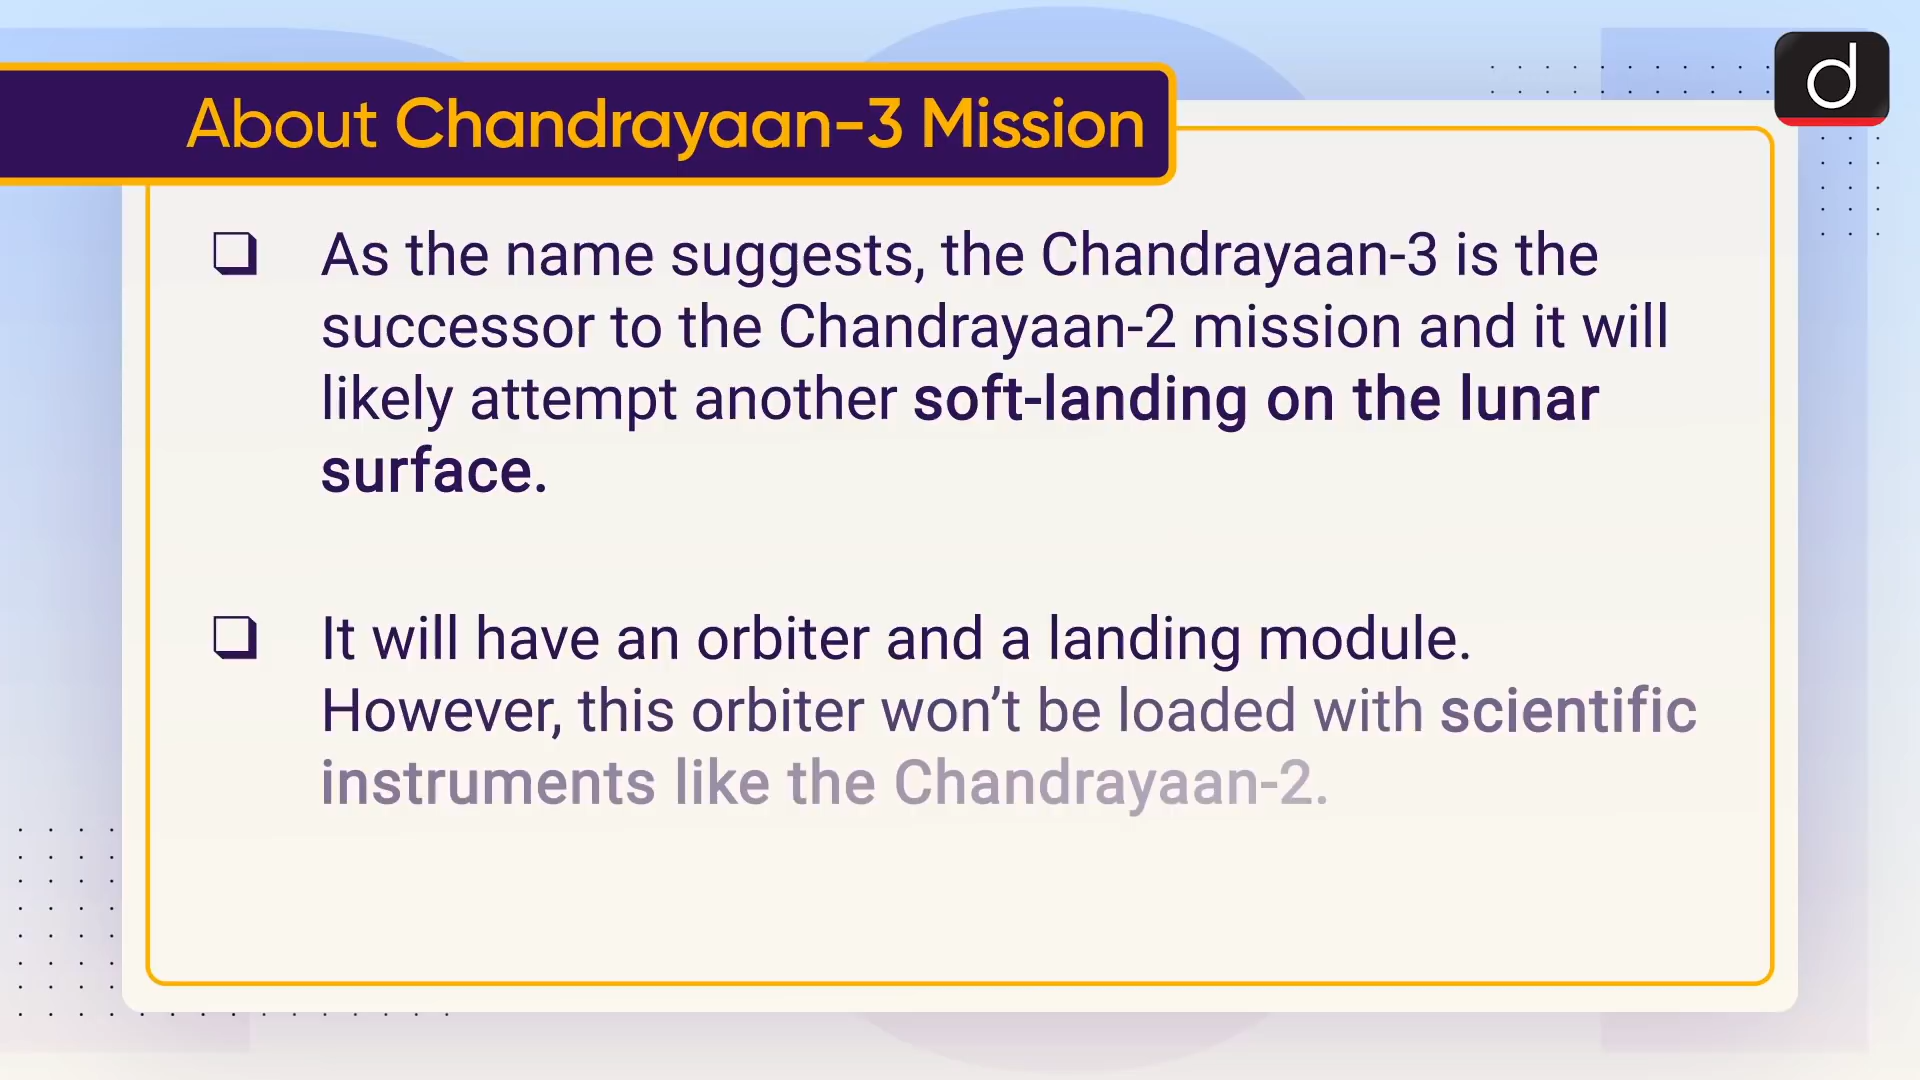 About Chandrayaan-3 Mission
As the name suggests, the Chandrayaan-3 is the
successor to the Chandrayaan-2 mission and it will
likely attempt another soft-landing on the lunar
surface.
It will have an orbiter and a landing module.
However, this orbiter won’t be loaded with scientific
instruments like the Chandrayaan-2.
d